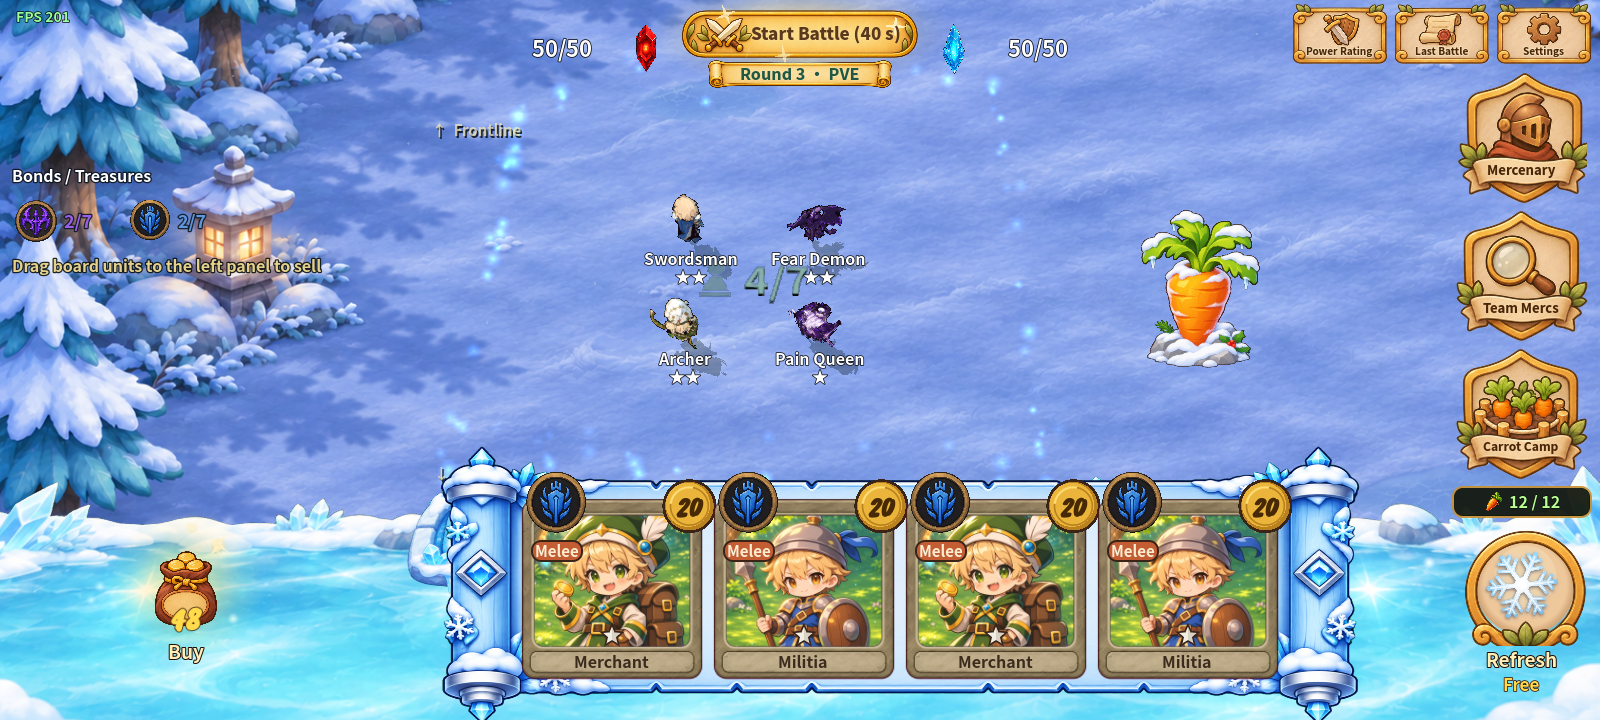 FPS 201
50/50
Start Battle (40 s)
50/50
Round 3 · PVE
Power Rating
Last Battle
Settings
↑ Frontline
Bonds / Treasures
2/7
2/7
Drag board units to the left panel to sell
Mercenary
Swordsman
Fear Demon
4/7
Archer
Pain Queen
Team Mercs
Carrot Camp
12 / 12
20
20
20
20
Melee
Melee
Melee
Melee
48
Buy
Merchant
Militia
Merchant
Militia
Refresh
Free